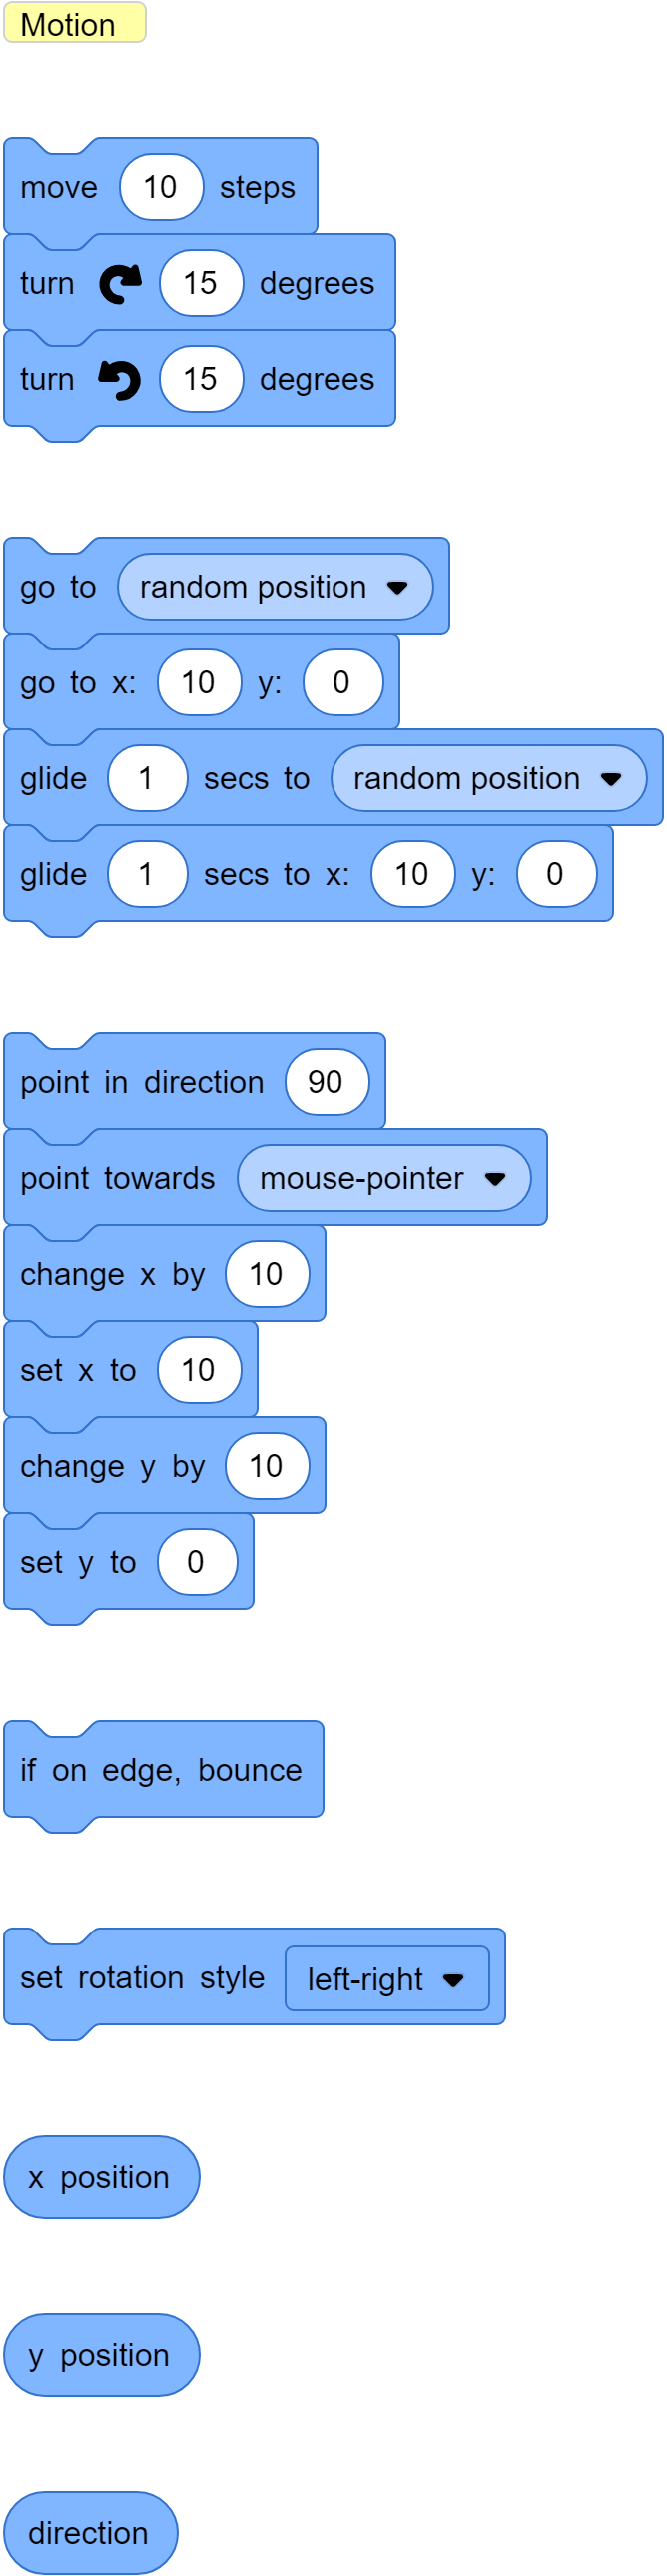 Motion
move 10 steps
turn 15 degrees
turn 15 degrees
go to random position
go to x: 10 y: 0
glide 1 secs to random position
glide 1 secs to x: 10 y: 0
point in direction 90
point towards mouse-pointer
change x by 10
set x to 10
change y by 10
set y to 0
if on edge, bounce
set rotation style left-right
x position
y position
direction